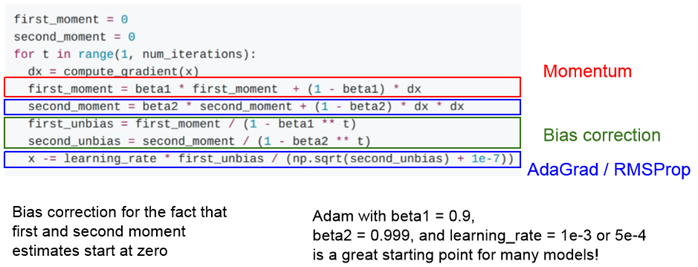 first_moment = 0
second_moment = 0
for t in range(1, num_iterations):
dx = compute_gradient(x)
first_moment = beta1 * first_moment + (1 - beta1) * dx
Momentum
second_moment = beta2 * second_moment + (1 - beta2) * dx * dx
first_unbias = first_moment / (1 - beta1 ** t)
second_unbias = second_moment / (1 - beta2 ** t)
Bias correction
x -= learning_rate * first_unbias / (np.sqrt(second_unbias) + 1e-7))
AdaGrad / RMSProp
Bias correction for the fact that
first and second moment
estimates start at zero
Adam with beta1 = 0.9,
beta2 = 0.999, and learning_rate = 1e-3 or 5e-4
is a great starting point for many models!